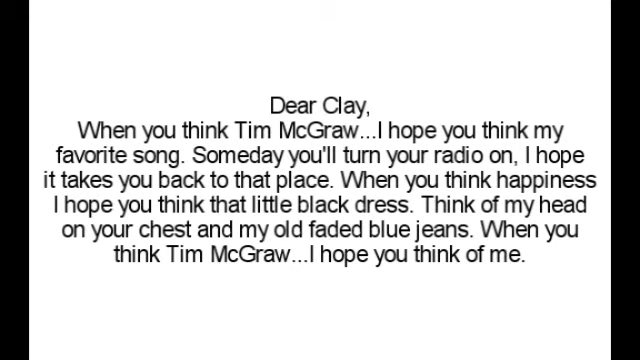 Dear Clay,
When you think Tim McGraw...I hope you think my
favorite song. Someday you'll turn your radio on, I hope
it takes you back to that place. When you think happiness
I hope you think that little black dress. Think of my head
on your chest and my old faded blue jeans. When you
think Tim McGraw...I hope you think of me.